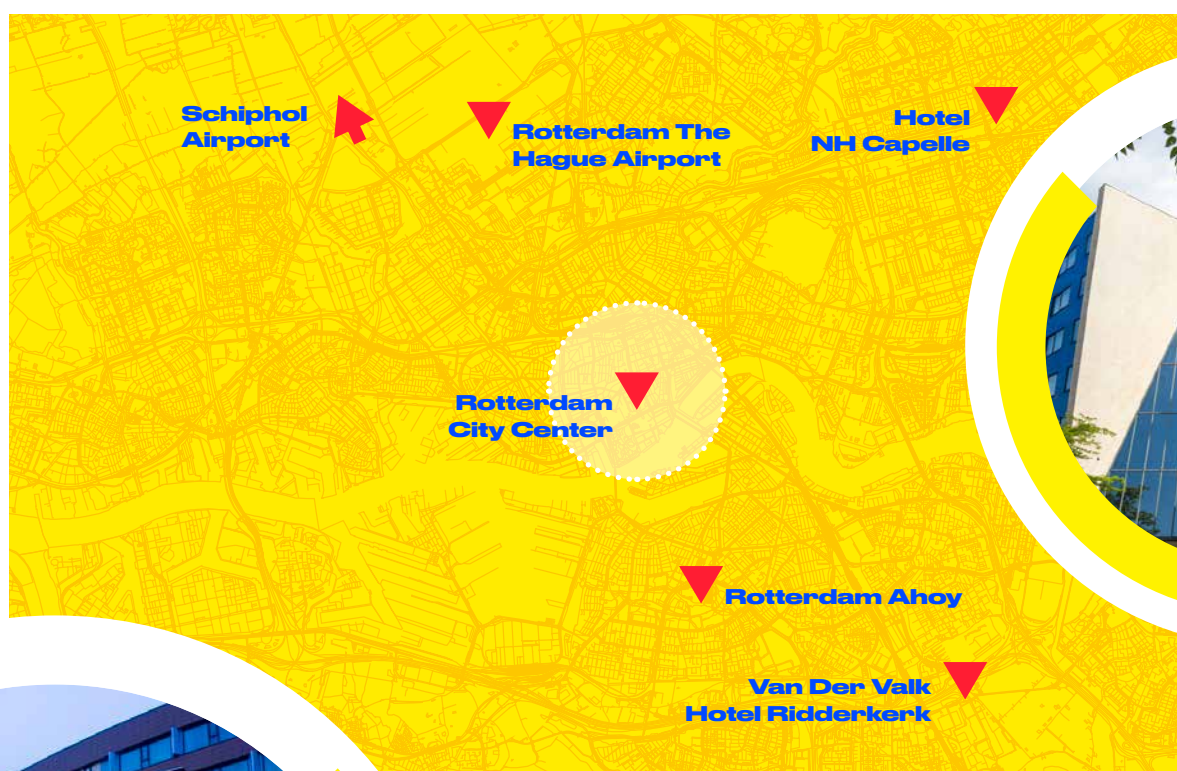 Schiphol
Airport
Rotterdam The
Hague Airport
Hotel
NH Capelle
Rotterdam
City Center
Rotterdam Ahoy
Van Der Valk
Hotel Ridderkerk